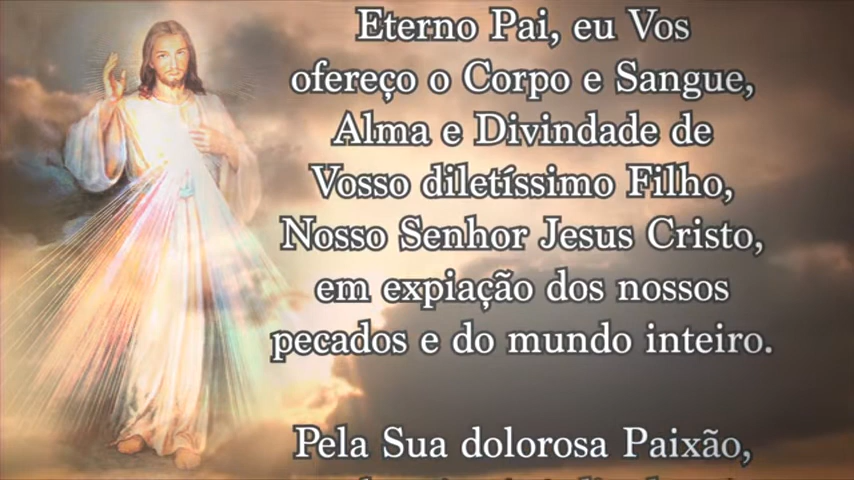 Eterno Pai, eu Vos
ofereço o Corpo e Sangue,
Alma e Divindade de
Vosso diletíssimo Filho,
Nosso Senhor Jesus Cristo,
em expiação dos nossos
pecados e do mundo inteiro.
Pela Sua dolorosa Paixão,